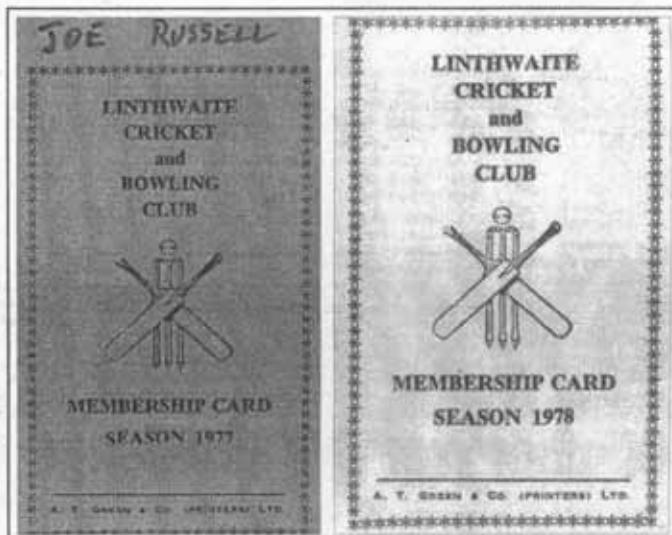 JOE RUSSELL
LINTHWAITE
CRICKET
and
BOWLING
CLUB
MEMBERSHIP CARD
SEASON 1977
A. T. GREEN & CO. (PRINTERS) LTD.
LINTHWAITE
CRICKET
and
BOWLING
CLUB
MEMBERSHIP CARD
SEASON 1978
A. T. GREEN & CO. (PRINTERS) LTD.